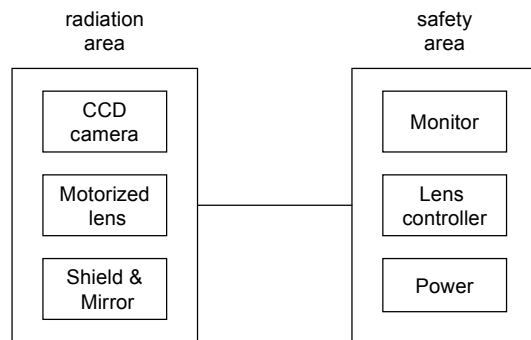 radiation
area
CCD
camera
Motorized
lens
Shield &
Mirror
safety
area
Monitor
Lens
controller
Power